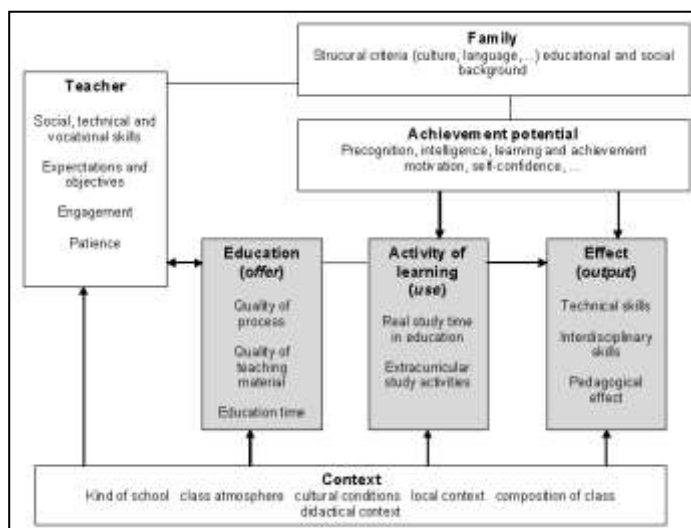 Family
Strucural criteria (culture, language, ...) educational and social
background
Teacher
Social, technical and
vocational skills
Experctations and
objectives
Engagement
Patience
Achievement potential
Precognition, intelligence, learning and achievement
motivation, self-confidence, ...
Education
(offer)
Quality of
process
Quality of
teaching
material
Education time
Activity of
learning
(use)
Real study time
in education
Extracurricular
study activities
Effect
(output)
Technical skills
Interdisciplinary
skills
Pedagogical
effect
Context
Kind of school class atmosphere cultural conditions local context composition of class
didactical context